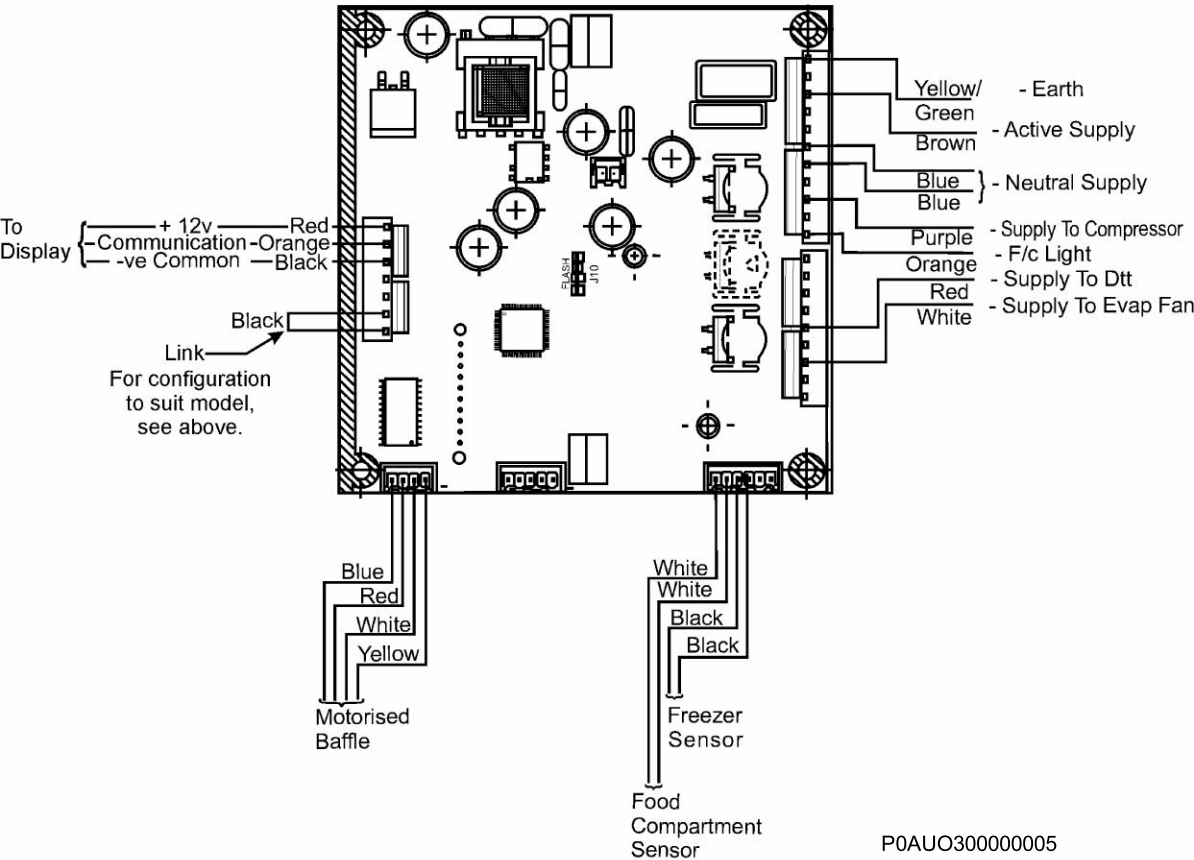 Yellow/ - Earth
Green
Brown - Active Supply
Blue
Blue
} - Neutral Supply
Purple - Supply To Compressor
Orange - F/c Light
Red - Supply To Dtt
White - Supply To Evap Fan
To
Display
+ 12v Red
Communication Orange
-ve Common Black
Black
Link
For configuration
to suit model,
see above.
FLASH
J10
Blue
Red
White
Yellow
Motorised
Baffle
White
White
Black
Black
Freezer
Sensor
Food
Compartment
Sensor
P0AUO300000005